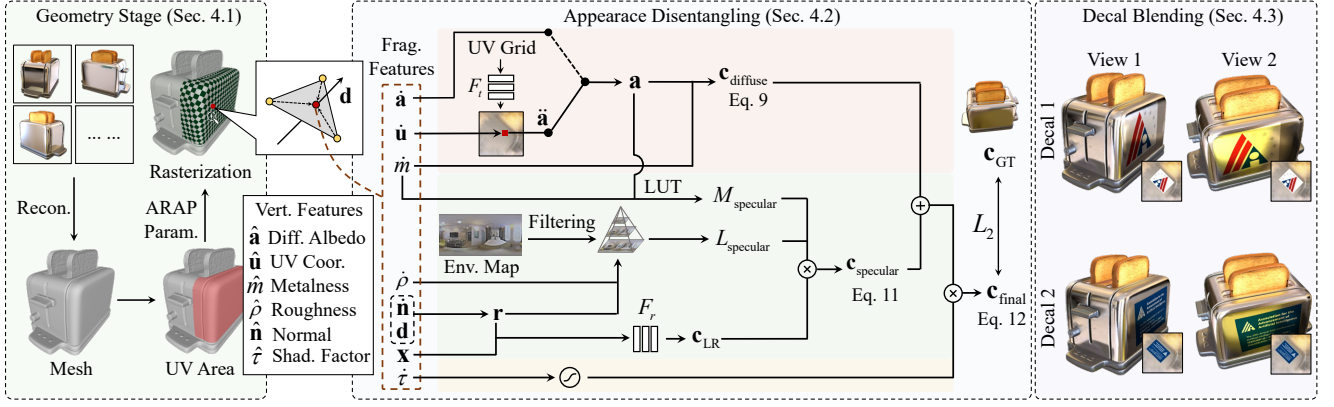 Geometry Stage (Sec. 4.1)
... ...
Rasterization
Recon.
ARAP
Param.
Mesh
UV Area
d
Vert. Features
â Diff. Albedo
û UV Coor.
m̂ Metalness
ρ̂ Roughness
n̂ Normal
τ̂ Shad. Factor
Appearace Disentangling (Sec. 4.2)
Frag.
Features
ȧ
u̇
ṁ
ρ̇
ṅ
d
x
τ̇
UV Grid
F_t
ä
a
c_diffuse
Eq. 9
LUT
M_specular
Filtering
L_specular
Env. Map
c_specular
Eq. 11
r
F_r
c_LR
c_GT
L_2
c_final
Eq. 12
Decal Blending (Sec. 4.3)
View 1
View 2
Decal 1
Decal 2